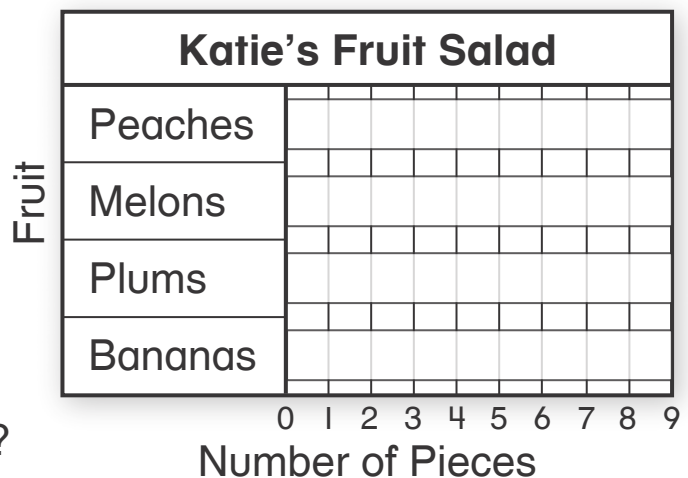 Katie's Fruit Salad
Fruit
Peaches
Melons
Plums
Bananas
0 1 2 3 4 5 6 7 8 9
?
Number of Pieces